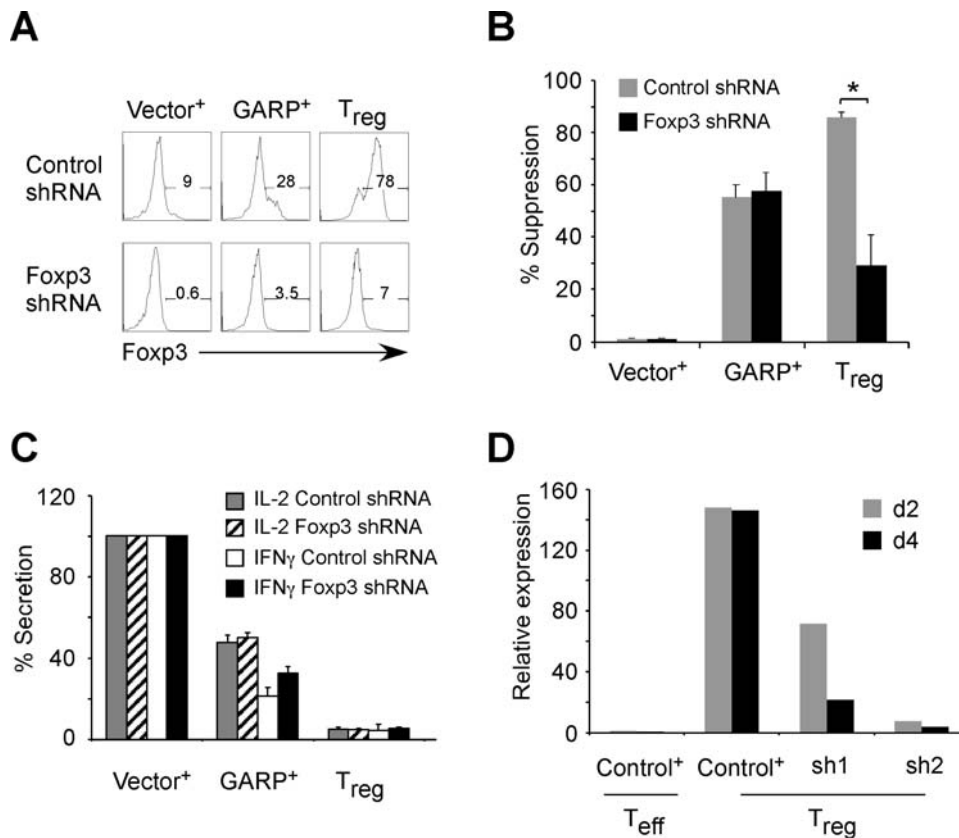 A
Vector+ GARP+ Treg
Control shRNA
9 28 78
Foxp3 shRNA
0.6 3.5 7
Foxp3
B
100
80
60
40
20
0
% Suppression
Control shRNA
Foxp3 shRNA
*
Vector+ GARP+ Treg
C
120
80
40
0
% Secretion
IL-2 Control shRNA
IL-2 Foxp3 shRNA
IFNγ Control shRNA
IFNγ Foxp3 shRNA
Vector+ GARP+ Treg
D
160
150
100
50
0
Relative expression
d2
d4
Control+ Control+ sh1 sh2
Teff Treg